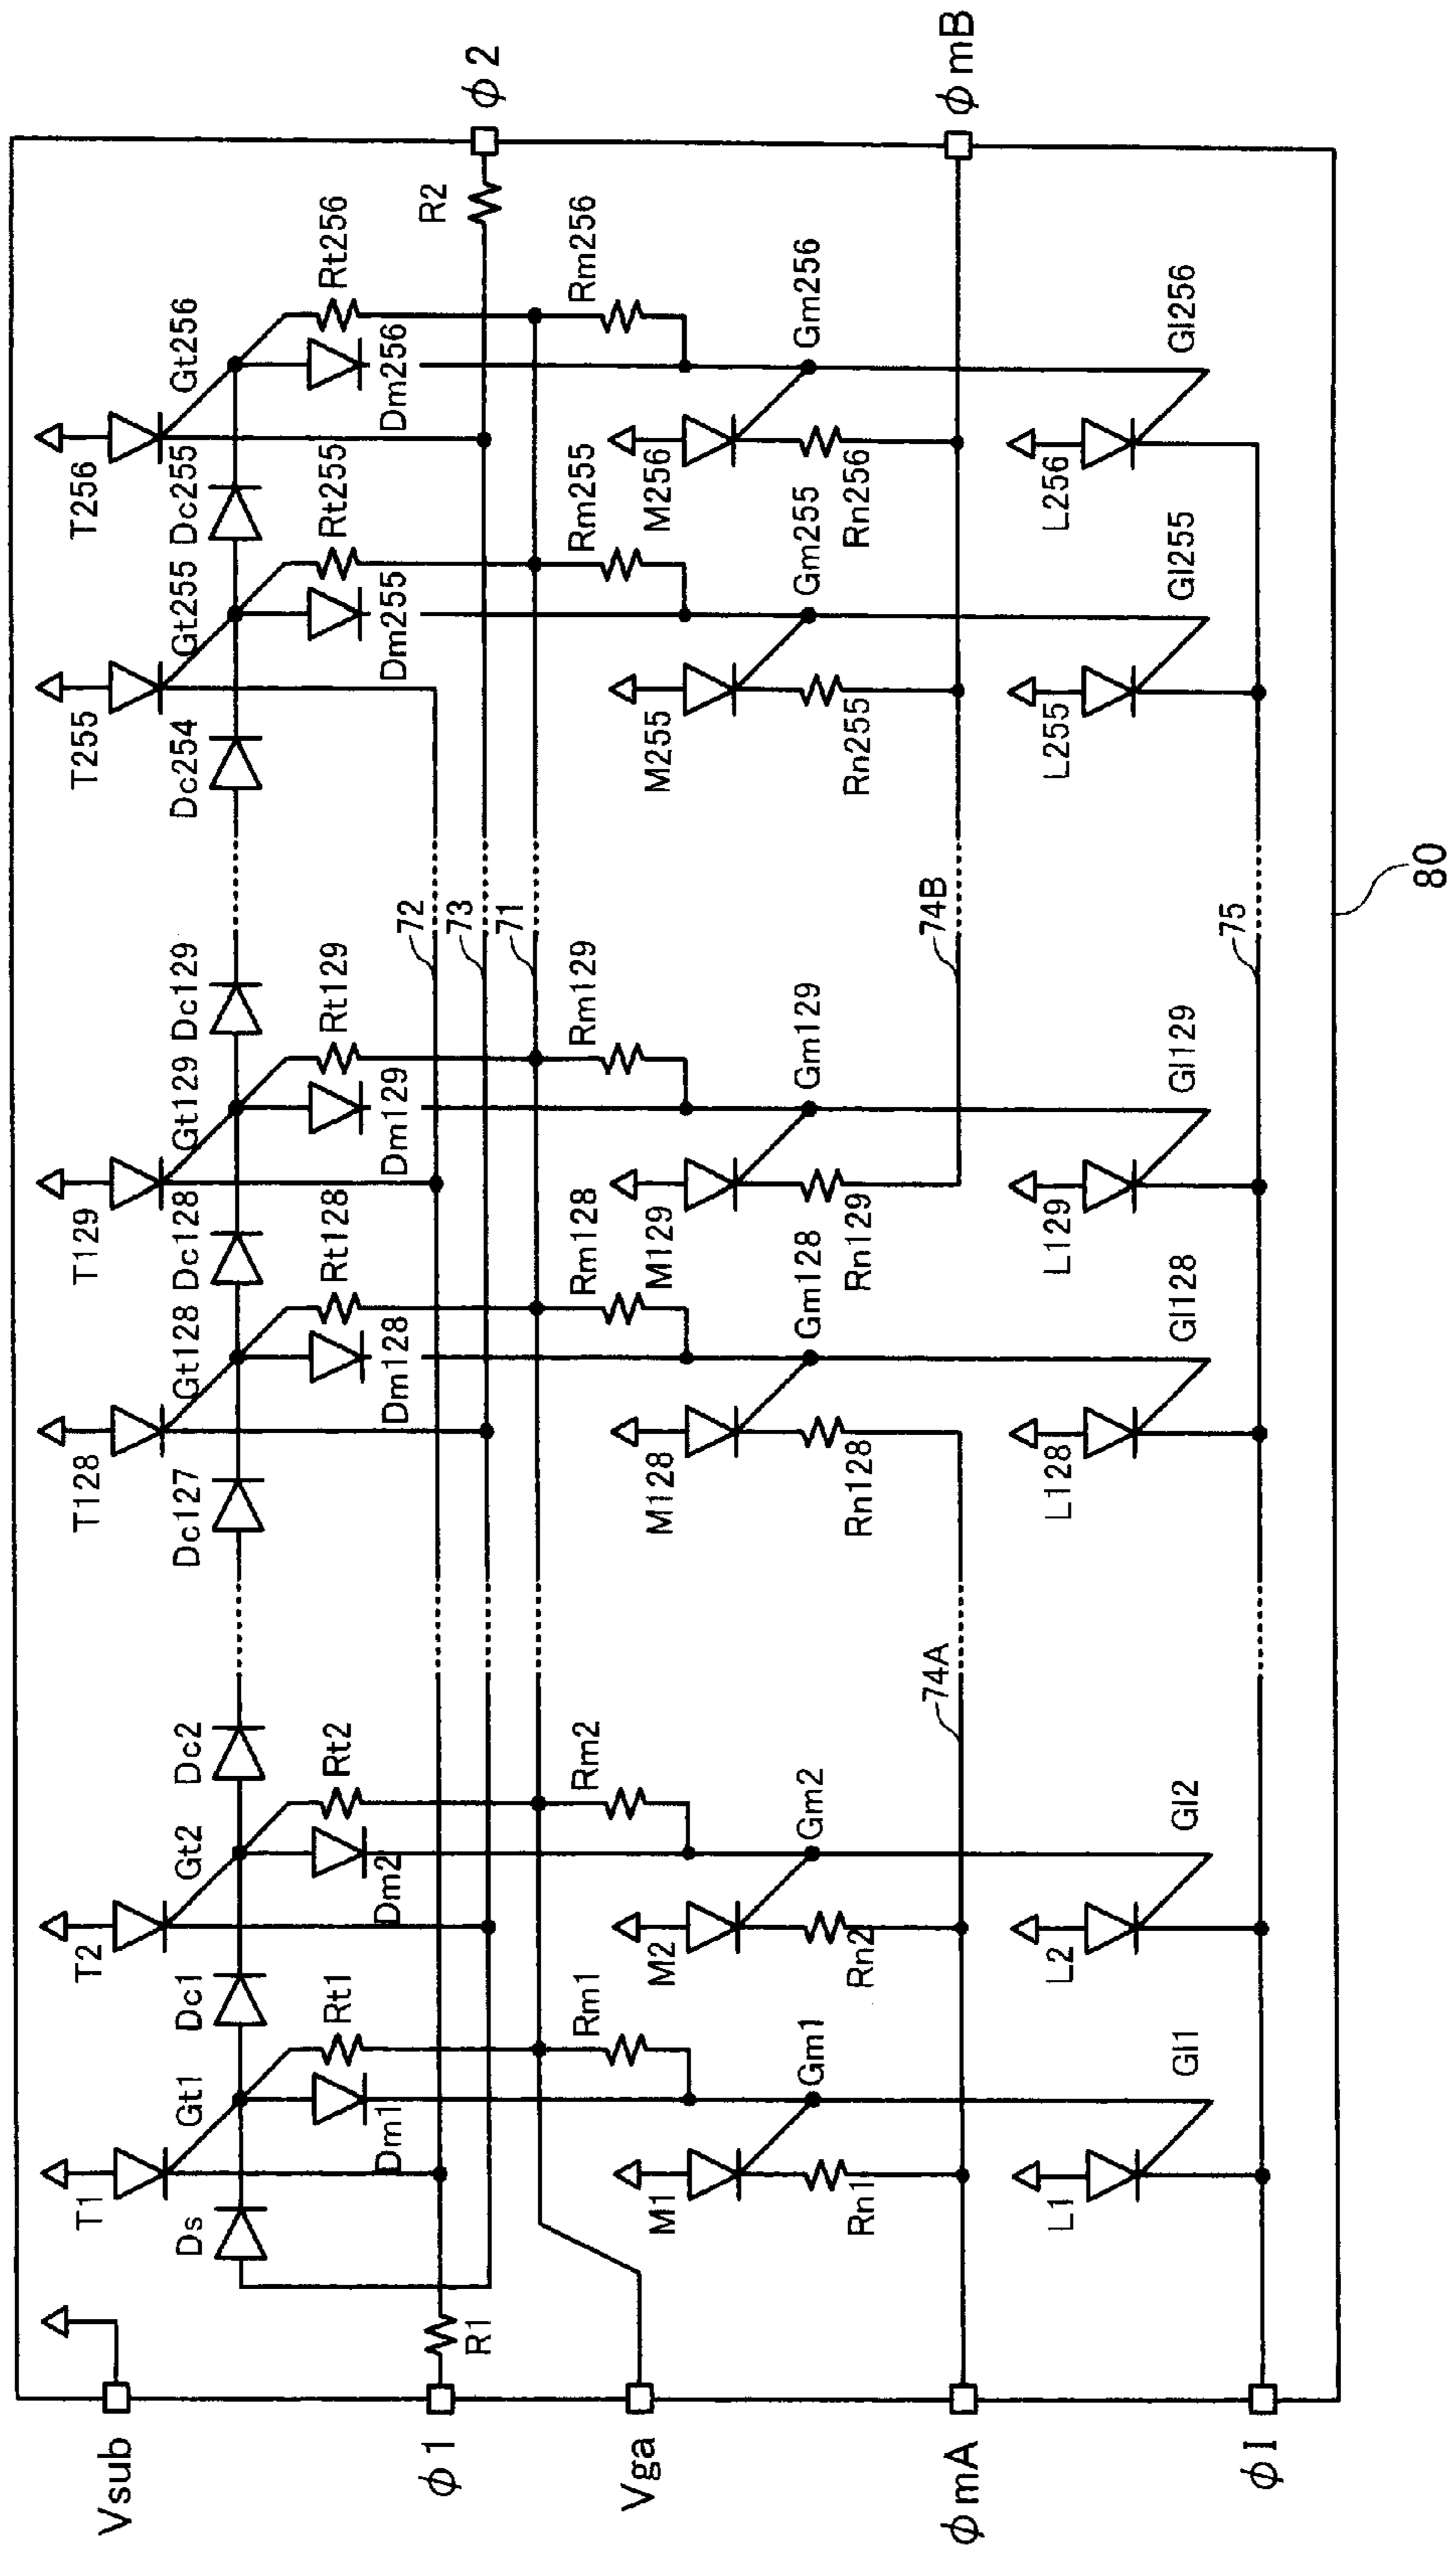 Vsub
φ1
Vga
φmA
φI
φ2
φmB
T1
T2
T128
T129
T255
T256
Gt1
Gt2
Gt128
Gt129
Gt255
Gt256
Ds
Dc1
Dc2
Dc127
Dc128
Dc129
Dc254
Dc255
Rt1
Rt2
Rt128
Rt129
Rt255
Rt256
Dm1
Dm2
Dm128
Dm129
Dm255
Dm256
R1
R2
72
73
71
Rm1
Rm2
Rm128
Rm129
Rm255
Rm256
M1
M2
M128
M129
M255
M256
Gm1
Gm2
Gm128
Gm129
Gm255
Gm256
Rn1
Rn2
Rn128
Rn129
Rn255
Rn256
74A
74B
L1
L2
L128
L129
L255
L256
Gl1
Gl2
Gl128
Gl129
Gl255
Gl256
75
80